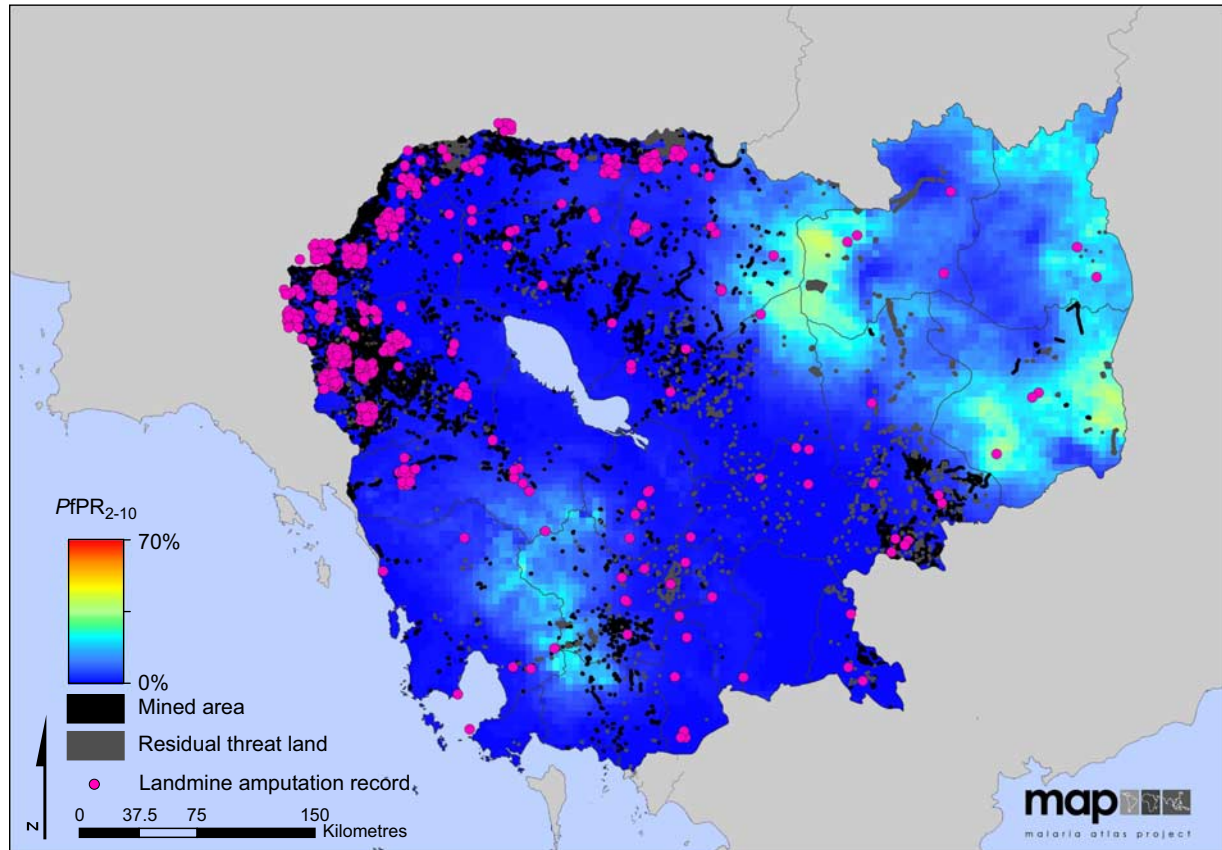 PfPR2-10
70%
0%
Mined area
Residual threat land
Landmine amputation record
0 37.5 75 150
Kilometres
N
map
malaria atlas project